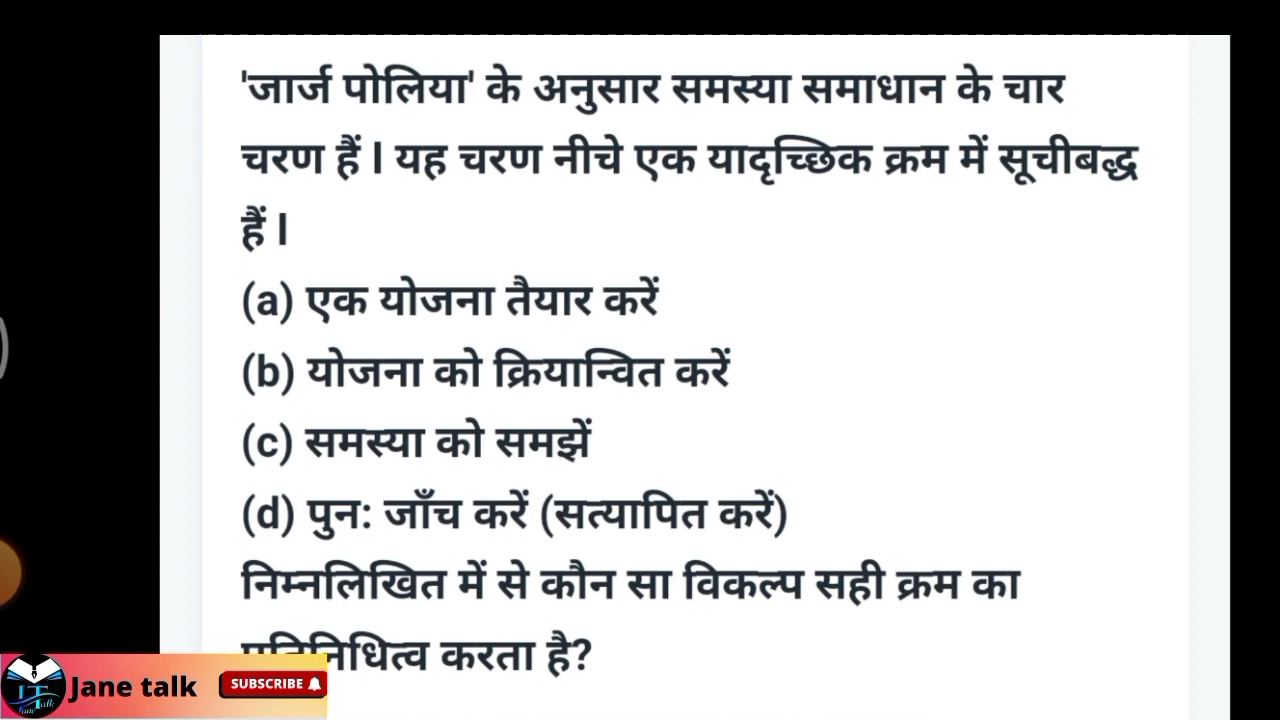 'जार्ज पोलिया' के अनुसार समस्या समाधान के चार
चरण हैं I यह चरण नीचे एक यादृच्छिक क्रम में सूचीबद्ध
हैं I
(a) एक योजना तैयार करें
(b) योजना को क्रियान्वित करें
(c) समस्या को समझें
(d) पुन: जाँच करें (सत्यापित करें)
निम्नलिखित में से कौन सा विकल्प सही क्रम का
करता है?
Jane talk
SUBSCRIBE